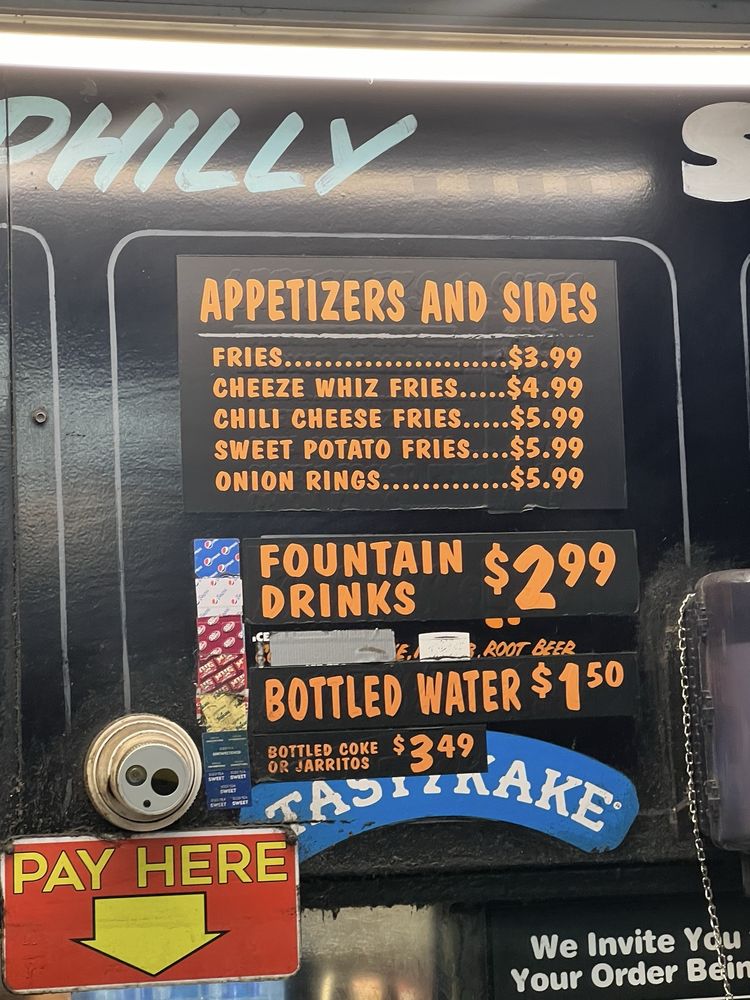 PHILLY
S
APPETIZERS AND SIDES
FRIES.......................$3.99
CHEEZE WHIZ FRIES.....$4.99
CHILI CHEESE FRIES.....$5.99
SWEET POTATO FRIES....$5.99
ONION RINGS.............$5.99
FOUNTAIN DRINKS $2.99
ROOT BEER
BOTTLED WATER $1.50
BOTTLED COKE
OR JARRITOS $3.49
TASTYKAKE
PAY HERE
We Invite You
Your Order Bein